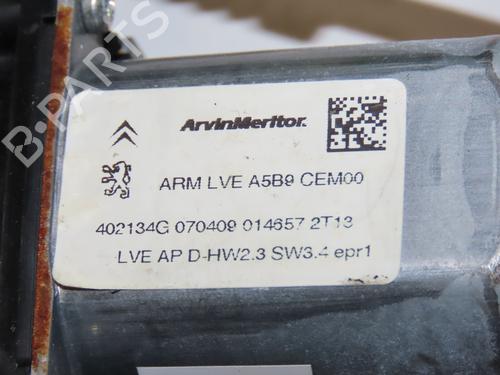 ArvinMeritor.
ARM LVE A5B9 CEM00
402134G 070409 014657 2T13
LVE AP D-HW2.3 SW3.4 epr1
B-PARTS